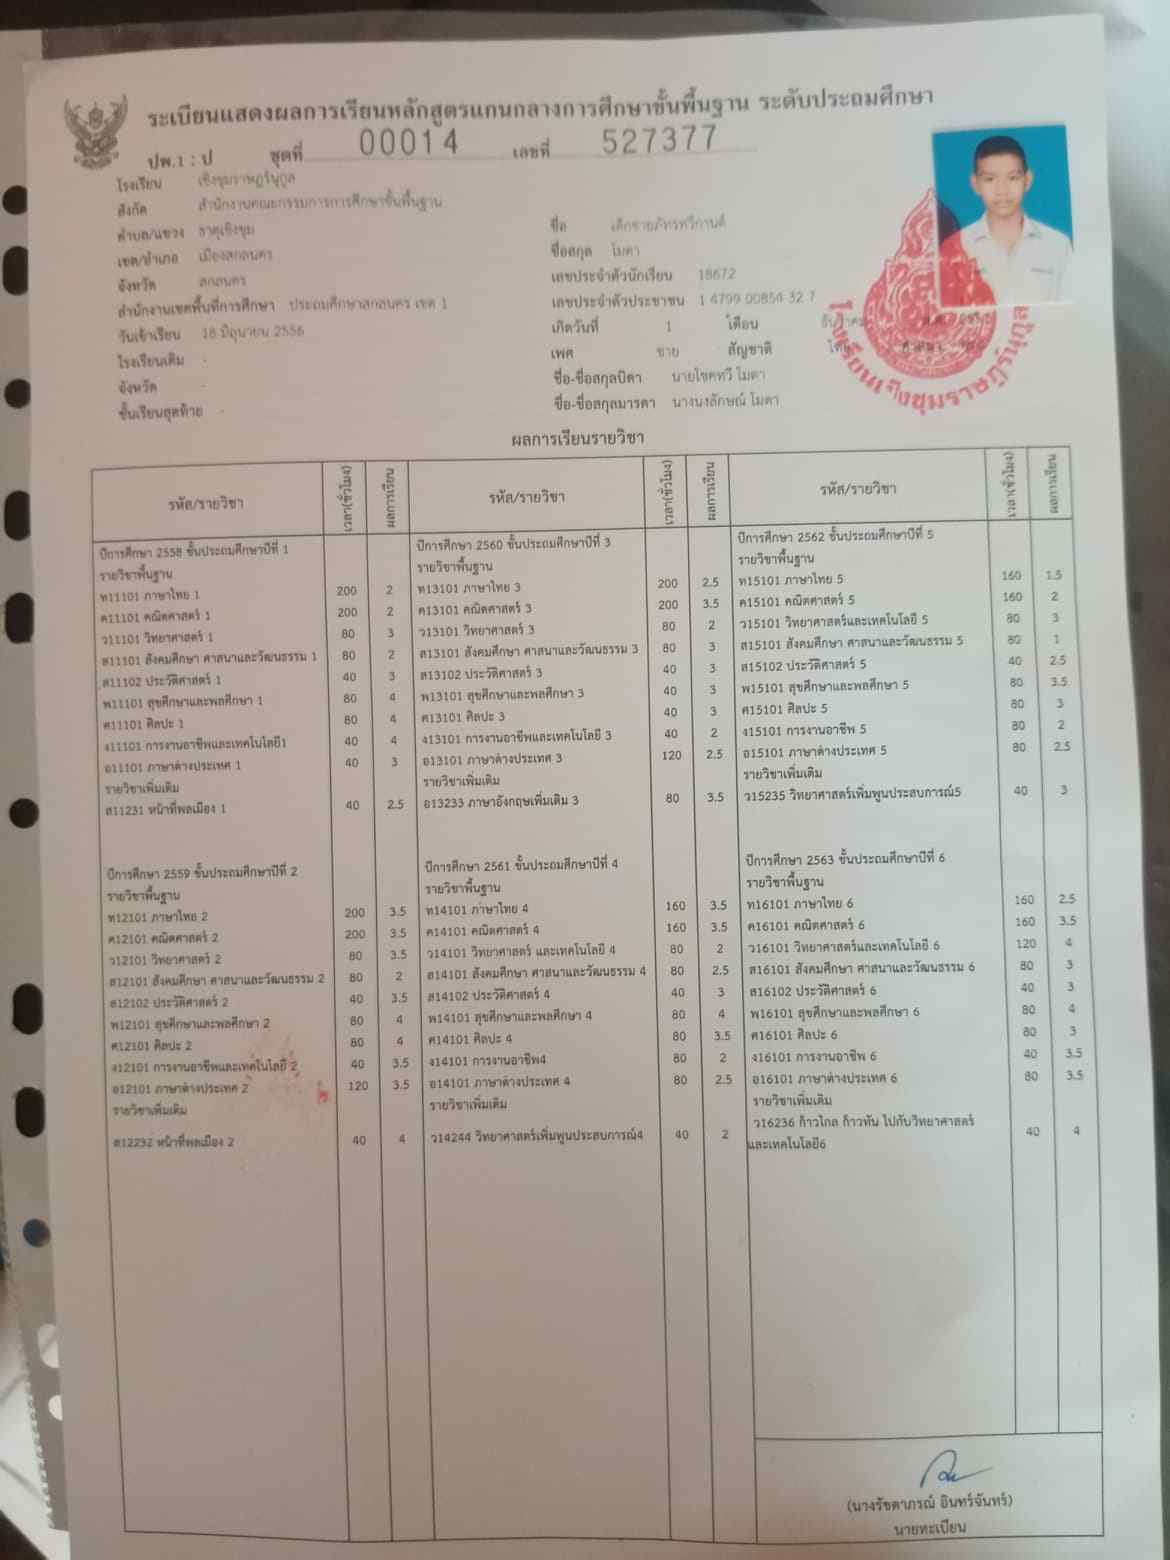 ระเบียนแสดงผลการเรียนหลักสูตรแกนกลางการศึกษาขั้นพื้นฐาน ระดับประถมศึกษา
ปพ.1 : ป ชุดที่ 00014 เลขที่ 527377
โรงเรียน เชิงชุมราษฎร์นุกูล
สังกัด สำนักงานคณะกรรมการการศึกษาขั้นพื้นฐาน
ตำบล/แขวง ธาตุเชิงชุม
เขต/อำเภอ เมืองสกลนคร
จังหวัด สกลนคร
สำนักงานเขตพื้นที่การศึกษา ประถมศึกษาสกลนคร เขต 1
วันเข้าเรียน 18 มิถุนายน 2556
โรงเรียนเดิม -
จังหวัด -
ชั้นเรียนสุดท้าย -
ชื่อ เด็กชายภัทรทวีกานต์
ชื่อสกุล โมดา
เลขประจำตัวนักเรียน 18672
เลขประจำตัวประชาชน 1 4799 00854 32 7
เกิดวันที่ 1 เดือน ธันวาคม
เพศ ชาย สัญชาติ ไทย
ชื่อ-ชื่อสกุลบิดา นายโชคทวี โมดา
ชื่อ-ชื่อสกุลมารดา นางนงลักษณ์ โมดา
โรงเรียนเชิงชุมราษฎร์นุกูล
ผลการเรียนรายวิชา
รหัส/รายวิชา เวลา(ชั่วโมง) ผลการเรียน
ปีการศึกษา 2558 ชั้นประถมศึกษาปีที่ 1
รายวิชาพื้นฐาน
ท11101 ภาษาไทย 1 200 2
ค11101 คณิตศาสตร์ 1 200 2
ว11101 วิทยาศาสตร์ 1 80 3
ส11101 สังคมศึกษา ศาสนาและวัฒนธรรม 1 80 2
ส11102 ประวัติศาสตร์ 1 40 3
พ11101 สุขศึกษาและพลศึกษา 1 80 4
ศ11101 ศิลปะ 1 80 4
ง11101 การงานอาชีพและเทคโนโลยี1 40 4
อ11101 ภาษาต่างประเทศ 1 40 3
รายวิชาเพิ่มเติม
ส11231 หน้าที่พลเมือง 1 40 2.5
ปีการศึกษา 2559 ชั้นประถมศึกษาปีที่ 2
รายวิชาพื้นฐาน
ท12101 ภาษาไทย 2 200 3.5
ค12101 คณิตศาสตร์ 2 200 3.5
ว12101 วิทยาศาสตร์ 2 80 3.5
ส12101 สังคมศึกษา ศาสนาและวัฒนธรรม 2 80 2
ส12102 ประวัติศาสตร์ 2 40 3.5
พ12101 สุขศึกษาและพลศึกษา 2 80 4
ศ12101 ศิลปะ 2 80 4
ง12101 การงานอาชีพและเทคโนโลยี 2 40 3.5
อ12101 ภาษาต่างประเทศ 2 120 3.5
รายวิชาเพิ่มเติม
ส12232 หน้าที่พลเมือง 2 40 4
รหัส/รายวิชา เวลา(ชั่วโมง) ผลการเรียน
ปีการศึกษา 2560 ชั้นประถมศึกษาปีที่ 3
รายวิชาพื้นฐาน
ท13101 ภาษาไทย 3 200 2.5
ค13101 คณิตศาสตร์ 3 200 3.5
ว13101 วิทยาศาสตร์ 3 80 2
ส13101 สังคมศึกษา ศาสนาและวัฒนธรรม 3 80 3
ส13102 ประวัติศาสตร์ 3 40 3
พ13101 สุขศึกษาและพลศึกษา 3 40 3
ศ13101 ศิลปะ 3 40 3
ง13101 การงานอาชีพและเทคโนโลยี 3 40 2
อ13101 ภาษาต่างประเทศ 3 120 2.5
รายวิชาเพิ่มเติม
อ13233 ภาษาอังกฤษเพิ่มเติม 3 80 3.5
ปีการศึกษา 2561 ชั้นประถมศึกษาปีที่ 4
รายวิชาพื้นฐาน
ท14101 ภาษาไทย 4 160 3.5
ค14101 คณิตศาสตร์ 4 160 3.5
ว14101 วิทยาศาสตร์ และเทคโนโลยี 4 80 2
ส14101 สังคมศึกษา ศาสนาและวัฒนธรรม 4 80 2.5
ส14102 ประวัติศาสตร์ 4 40 3
พ14101 สุขศึกษาและพลศึกษา 4 80 4
ศ14101 ศิลปะ 4 80 3.5
ง14101 การงานอาชีพ4 80 2
อ14101 ภาษาต่างประเทศ 4 80 2.5
รายวิชาเพิ่มเติม
ว14244 วิทยาศาสตร์เพิ่มพูนประสบการณ์4 40 2
รหัส/รายวิชา เวลา(ชั่วโมง) ผลการเรียน
ปีการศึกษา 2562 ชั้นประถมศึกษาปีที่ 5
รายวิชาพื้นฐาน
ท15101 ภาษาไทย 5 160 1.5
ค15101 คณิตศาสตร์ 5 160 2
ว15101 วิทยาศาสตร์และเทคโนโลยี 5 80 3
ส15101 สังคมศึกษา ศาสนาและวัฒนธรรม 5 80 1
ส15102 ประวัติศาสตร์ 5 40 2.5
พ15101 สุขศึกษาและพลศึกษา 5 80 3.5
ศ15101 ศิลปะ 5 80 3
ง15101 การงานอาชีพ 5 80 2
อ15101 ภาษาต่างประเทศ 5 80 2.5
รายวิชาเพิ่มเติม
ว15235 วิทยาศาสตร์เพิ่มพูนประสบการณ์5 40 3
ปีการศึกษา 2563 ชั้นประถมศึกษาปีที่ 6
รายวิชาพื้นฐาน
ท16101 ภาษาไทย 6 160 2.5
ค16101 คณิตศาสตร์ 6 160 3.5
ว16101 วิทยาศาสตร์และเทคโนโลยี 6 120 4
ส16101 สังคมศึกษา ศาสนาและวัฒนธรรม 6 80 3
ส16102 ประวัติศาสตร์ 6 40 3
พ16101 สุขศึกษาและพลศึกษา 6 80 4
ศ16101 ศิลปะ 6 80 3
ง16101 การงานอาชีพ 6 40 3.5
อ16101 ภาษาต่างประเทศ 6 80 3.5
รายวิชาเพิ่มเติม
ว16236 ก้าวไกล ก้าวทัน ไปกับวิทยาศาสตร์
และเทคโนโลยี6 40 4
(นางรัชดาภรณ์ อินทร์จันทร์)
นายทะเบียน